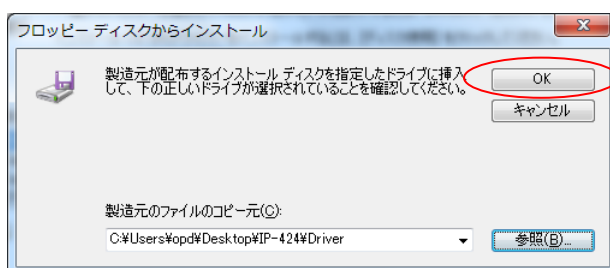 フロッピー ディスクからインストール
製造元が配布するインストール ディスクを指定したドライブに挿入
して、下の正しいドライブが選択されていることを確認してください。
OK
キャンセル
製造元のファイルのコピー元(C):
C:¥Users¥opd¥Desktop¥IP-424¥Driver
参照(B)...